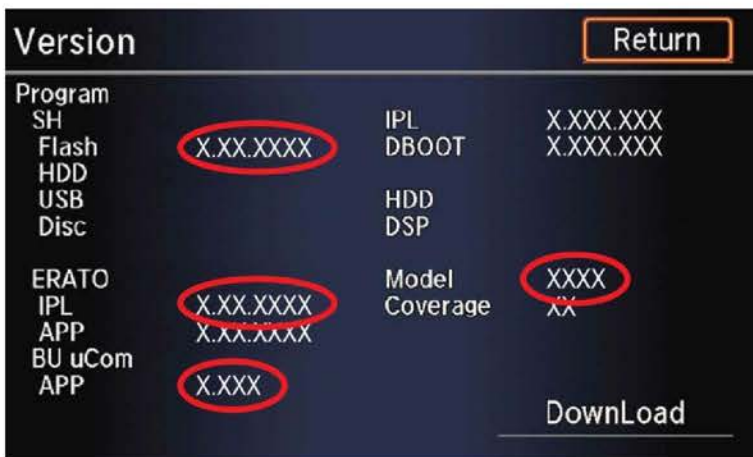 Version Return
Program
SH IPL X.XXX.XXX
Flash X.XX.XXXX DBOOT X.XXX.XXX
HDD
USB HDD
Disc DSP
ERATO Model XXXX
IPL X.XX.XXXX Coverage XX
APP X.XX.XXXX
BU uCom
APP X.XXX
DownLoad